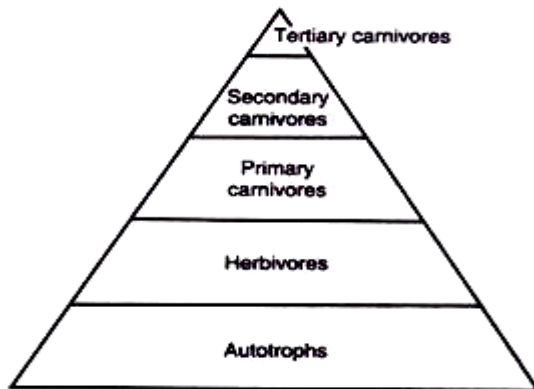 Tertiary carnivores
Secondary
carnivores
Primary
carnivores
Herbivores
Autotrophs